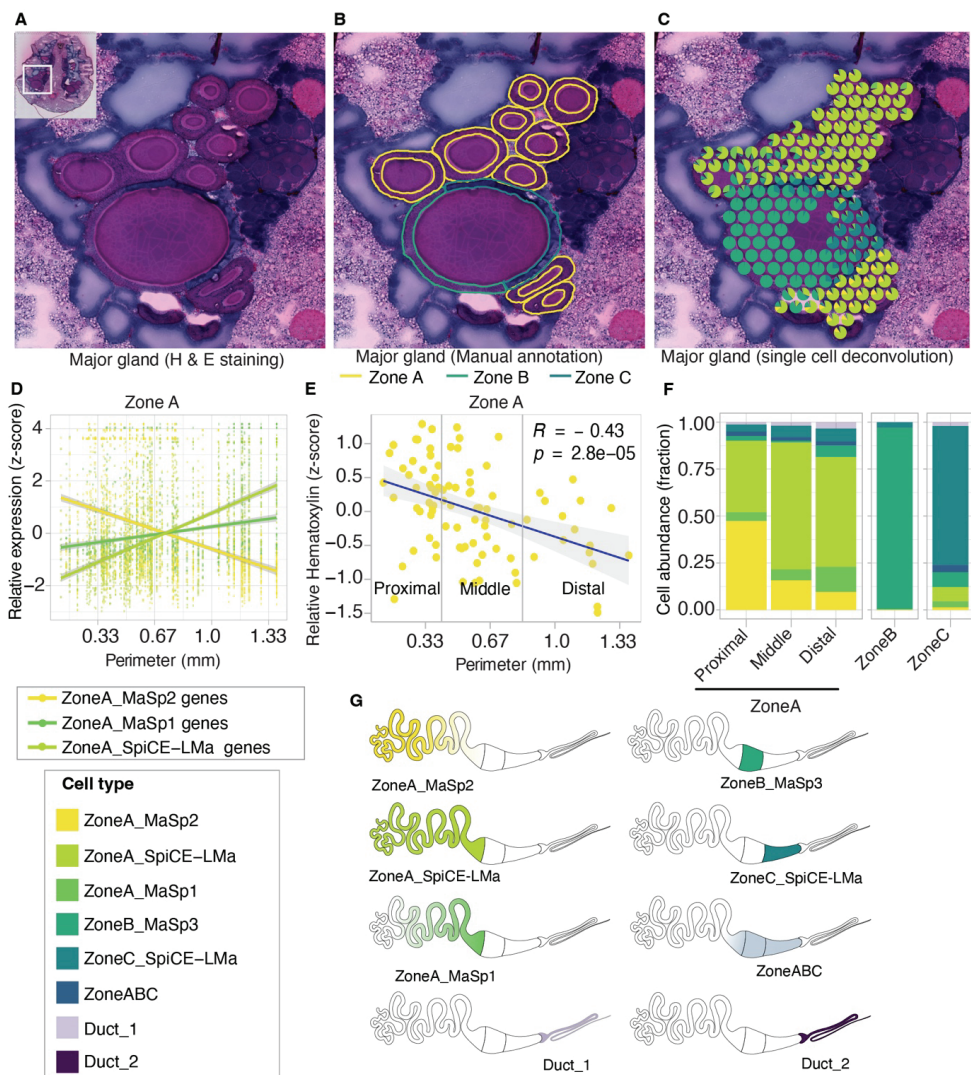 A
B
C
Major gland (H & E staining)
Major gland (Manual annotation)
Major gland (single cell deconvolution)
Zone A
Zone B
Zone C
D
Zone A
Relative expression (z-score)
4
2
0
−2
0.33
0.67
1.0
1.33
Perimeter (mm)
E
Zone A
R = − 0.43
p = 2.8e−05
Relative Hematoxylin (z-score)
1.0
0.5
0.0
-0.5
-1.0
-1.5
Proximal
Middle
Distal
0.33
0.67
1.0
1.33
Perimeter (mm)
F
Cell abundance (fraction)
1.00
0.75
0.50
0.25
0.00
Proximal
Middle
Distal
ZoneB
ZoneC
ZoneA
ZoneA_MaSp2 genes
ZoneA_MaSp1 genes
ZoneA_SpiCE−LMa genes
Cell type
ZoneA_MaSp2
ZoneA_SpiCE−LMa
ZoneA_MaSp1
ZoneB_MaSp3
ZoneC_SpiCE−LMa
ZoneABC
Duct_1
Duct_2
G
ZoneA_MaSp2
ZoneB_MaSp3
ZoneA_SpiCE-LMa
ZoneC_SpiCE-LMa
ZoneA_MaSp1
ZoneABC
Duct_1
Duct_2